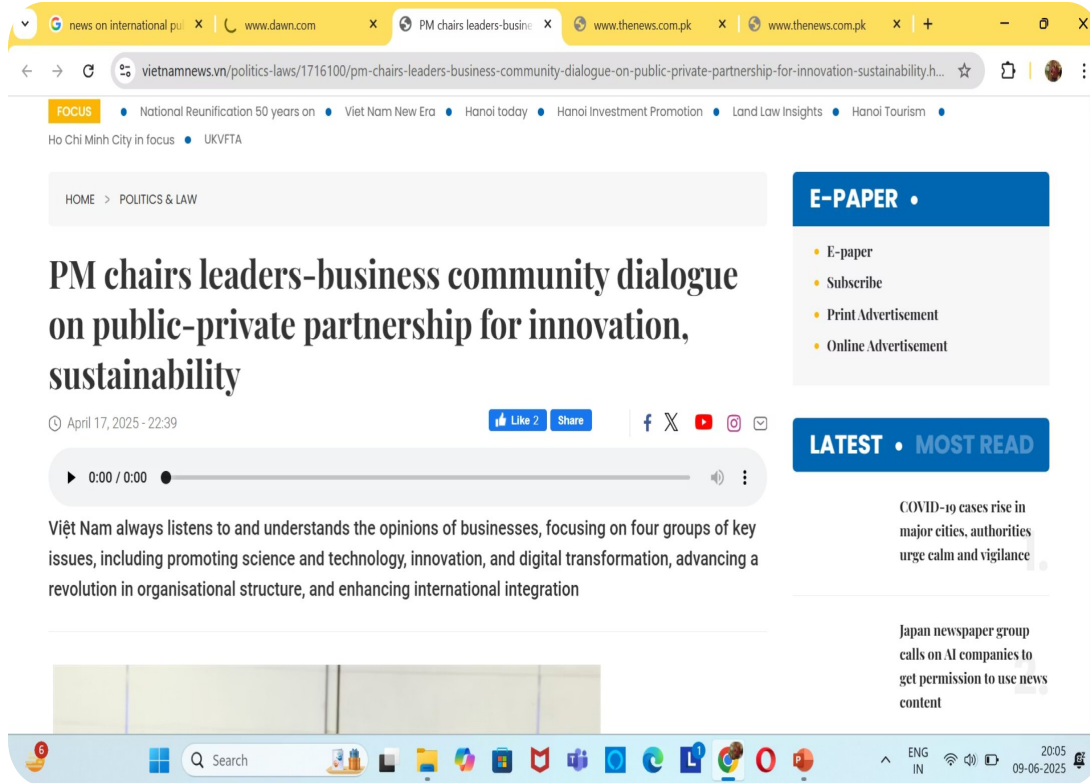 news on international pu
www.dawn.com
PM chairs leaders-busine
www.thenews.com.pk
www.thenews.com.pk
vietnamnews.vn/politics-laws/1716100/pm-chairs-leaders-business-community-dialogue-on-public-private-partnership-for-innovation-sustainability.h...
FOCUS • National Reunification 50 years on • Viet Nam New Era • Hanoi today • Hanoi Investment Promotion • Land Law Insights • Hanoi Tourism •
Ho Chi Minh City in focus • UKVFTA
HOME > POLITICS & LAW
PM chairs leaders-business community dialogue
on public-private partnership for innovation,
sustainability
April 17, 2025 - 22:39
Like 2 Share
0:00 / 0:00
Việt Nam always listens to and understands the opinions of businesses, focusing on four groups of key
issues, including promoting science and technology, innovation, and digital transformation, advancing a
revolution in organisational structure, and enhancing international integration
E-PAPER •
• E-paper
• Subscribe
• Print Advertisement
• Online Advertisement
LATEST • MOST READ
COVID-19 cases rise in
major cities, authorities
urge calm and vigilance
1.
Japan newspaper group
calls on AI companies to
get permission to use news
content
2.
6
Search
1
ENG
IN
20:05
09-06-2025